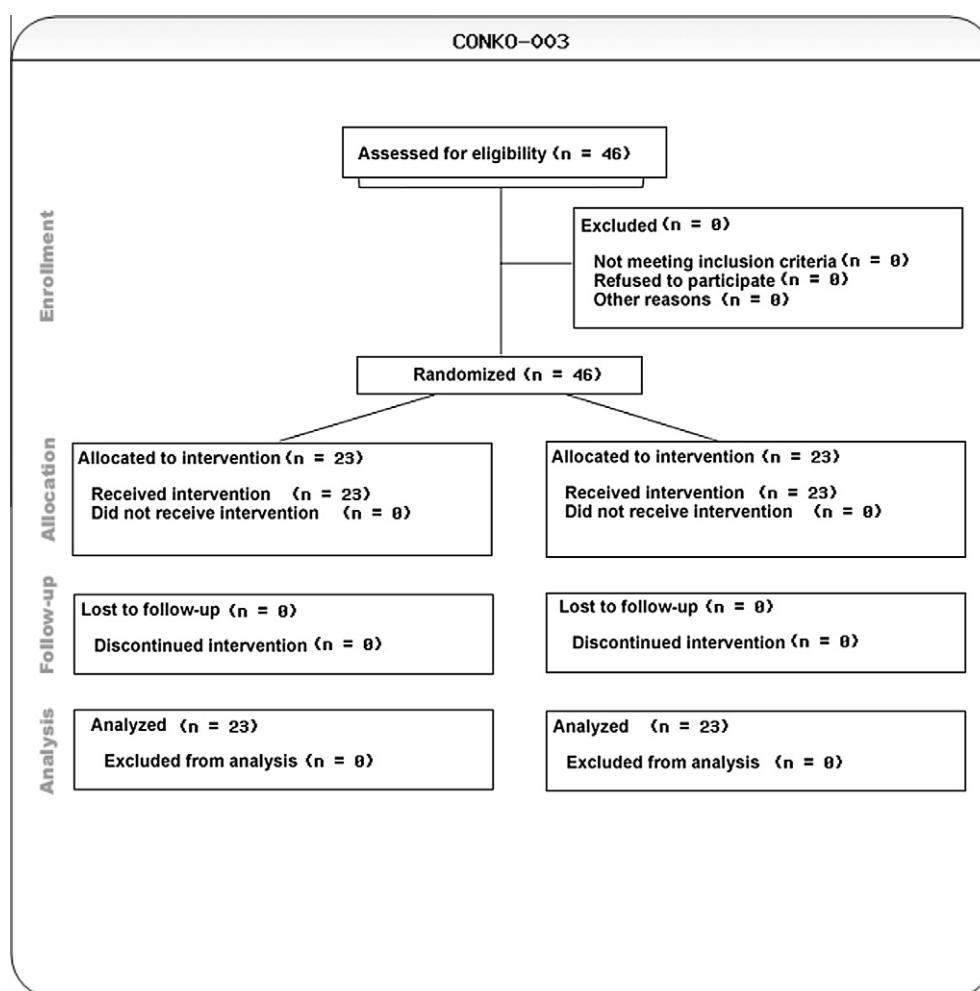 CONKO-003
Assessed for eligibility (n = 46)
Enrollment
Excluded (n = 0)
Not meeting inclusion criteria (n = 0)
Refused to participate (n = 0)
Other reasons (n = 0)
Randomized (n = 46)
Allocation
Allocated to intervention (n = 23)
Received intervention (n = 23)
Did not receive intervention (n = 0)
Allocated to intervention (n = 23)
Received intervention (n = 23)
Did not receive intervention (n = 0)
Follow-up
Lost to follow-up (n = 0)
Discontinued intervention (n = 0)
Lost to follow-up (n = 0)
Discontinued intervention (n = 0)
Analysis
Analyzed (n = 23)
Excluded from analysis (n = 0)
Analyzed (n = 23)
Excluded from analysis (n = 0)